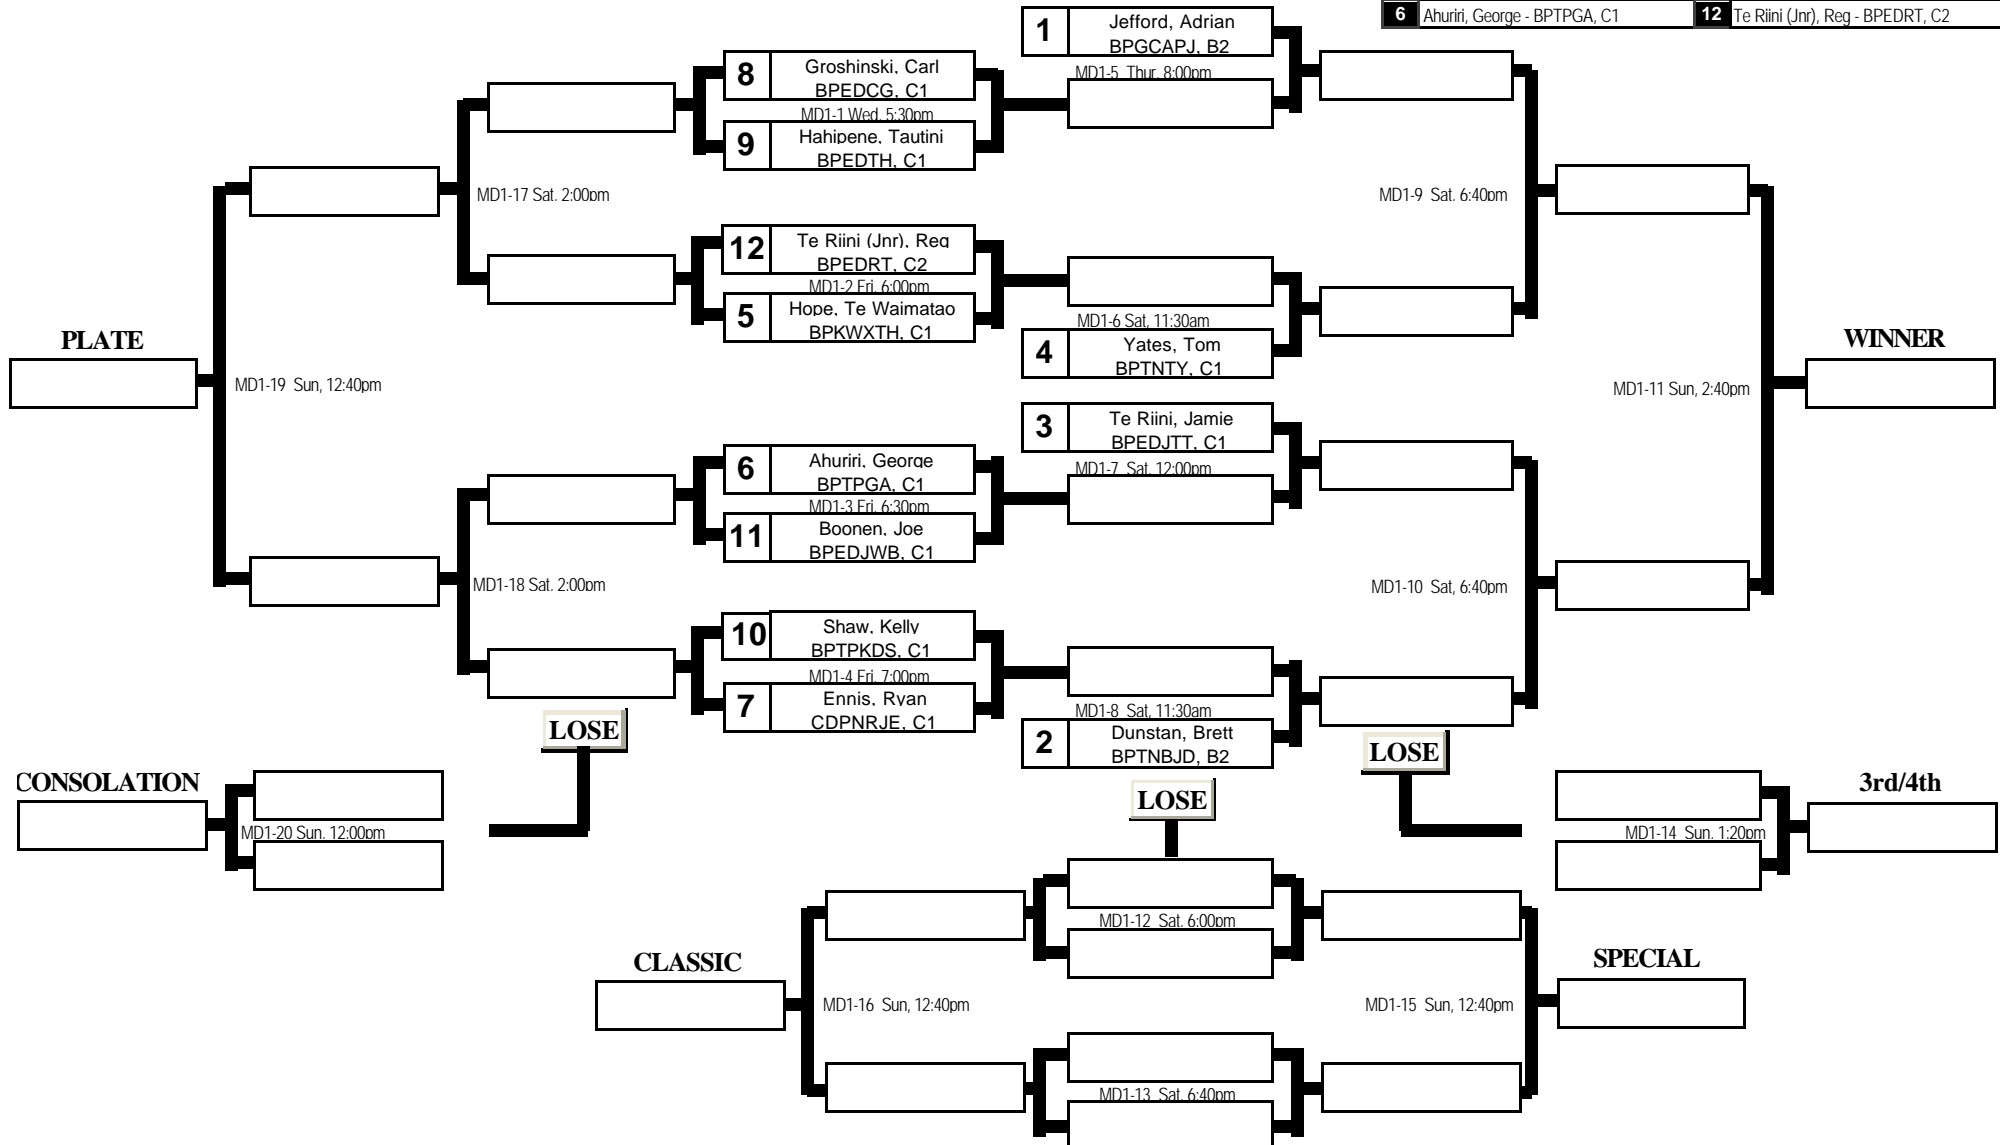 6 Ahuriri, George - BPTPGA, C1 12 Te Riini (Jnr), Reg - BPEDRT, C2
1 Jefford, Adrian
BPGCAPJ, B2
MD1-5 Thur. 8:00pm
8 Groshinski, Carl
BPEDCG, C1
MD1-1 Wed. 5:30pm
9 Hahipene, Tautini
BPEDTH, C1
MD1-17 Sat. 2:00pm
MD1-9 Sat. 6:40pm
12 Te Riini (Jnr), Reg
BPEDRT, C2
MD1-2 Fri. 6:00pm
5 Hope, Te Waimatao
BPKWXTH, C1
MD1-6 Sat, 11:30am
4 Yates, Tom
BPTNTY, C1
PLATE
WINNER
MD1-19 Sun, 12:40pm
MD1-11 Sun, 2:40pm
3 Te Riini, Jamie
BPEDJTT, C1
MD1-7 Sat. 12:00pm
6 Ahuriri, George
BPTPGA, C1
MD1-3 Fri. 6:30pm
11 Boonen, Joe
BPEDJWB, C1
MD1-18 Sat. 2:00pm
MD1-10 Sat, 6:40pm
10 Shaw, Kelly
BPTPKDS, C1
MD1-4 Fri. 7:00pm
7 Ennis, Ryan
CDPNRJE, C1
MD1-8 Sat, 11:30am
2 Dunstan, Brett
BPTNBJD, B2
LOSE
LOSE
LOSE
CONSOLATION
MD1-20 Sun. 12:00pm
3rd/4th
MD1-14 Sun. 1:20pm
MD1-12 Sat. 6:00pm
CLASSIC
SPECIAL
MD1-16 Sun, 12:40pm
MD1-15 Sun, 12:40pm
MD1-13 Sat. 6:40pm